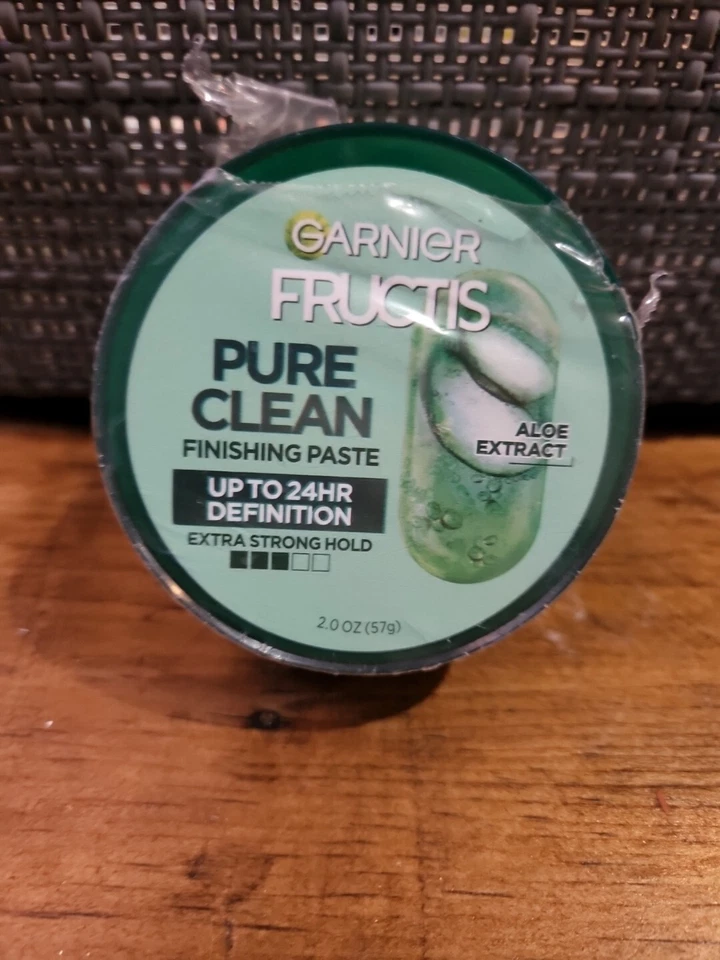 GARNIER
FRUCTIS
PURE
CLEAN
FINISHING PASTE
UP TO 24HR
DEFINITION
EXTRA STRONG HOLD
ALOE
EXTRACT
2.0 OZ (57g)